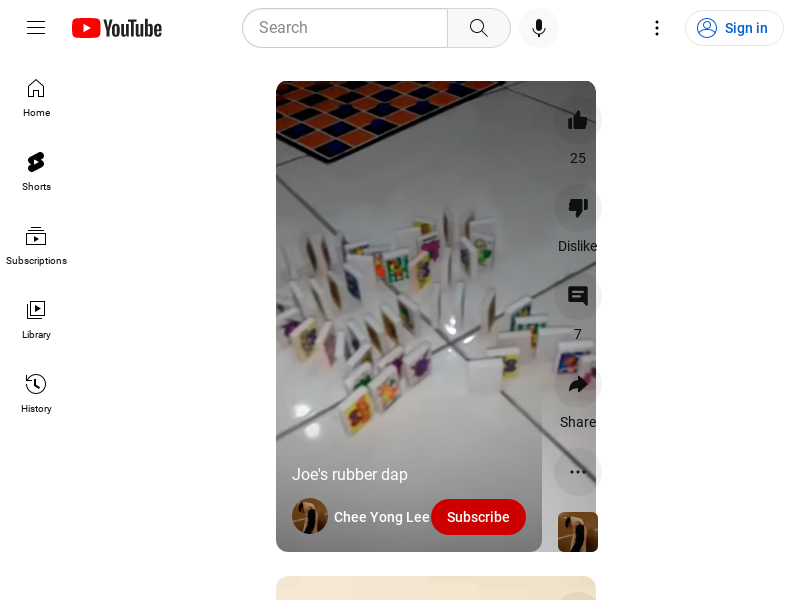 YouTube
Search
Sign in
Home
Shorts
Subscriptions
Library
History
25
Dislike
7
Share
Joe's rubber dap
Chee Yong Lee
Subscribe